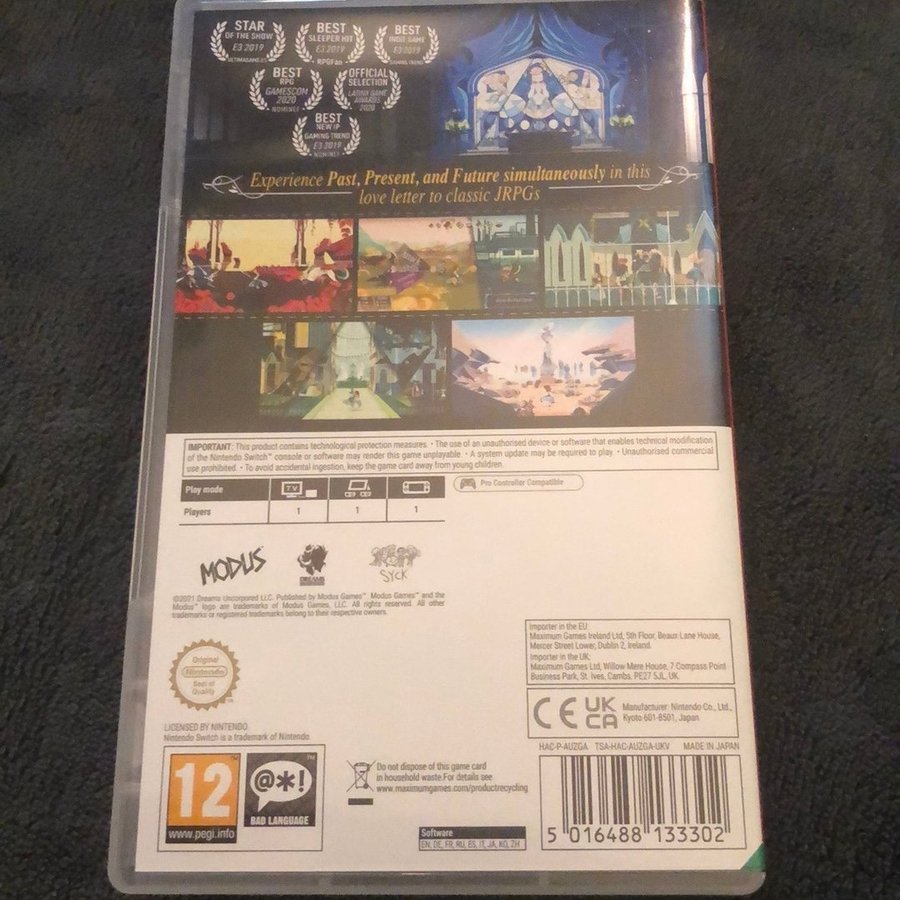 STAR
OF THE SHOW
E3 2019
ULTIMAGAME.ES
BEST
SLEEPER HIT
E3 2019
RPGFan
BEST
INDIE GAME
E3 2019
GAMING TREND
BEST
RPG
GAMESCOM
2020
NOMINEE
OFFICIAL
SELECTION
LATINX GAME
AWARDS
2020
BEST
NEW IP
GAMING TREND
E3 2019
NOMINEE
Experience Past, Present, and Future simultaneously in this
love letter to classic JRPGs
IMPORTANT: This product contains technological protection measures. • The use of an unauthorised device or software that enables technical modification
of the Nintendo Switch™ console or software may render this game unplayable. • A system update may be required to play. • Unauthorised commercial
use prohibited. • To avoid accidental ingestion, keep the game card away from young children.
Play mode
TV
Players 1 1 1
Pro Controller Compatible
MODUS
DREAMS
SYCK
©2021 Dreams Uncorporated LLC. Published by Modus Games™ Modus Games™ and the
Modus™ logo are trademarks of Modus Games, LLC. All rights reserved. All other
trademarks or registered trademarks belong to their respective owners.
Importer in the EU:
Maximum Games Ireland Ltd, 5th Floor, Beaux Lane House,
Mercer Street Lower, Dublin 2, Ireland.
Importer in the UK:
Maximum Games Ltd, Willow Mere House, 7 Compass Point
Business Park, St. Ives, Cambs. PE27 5JL, UK
Original
Nintendo
Seal of
Quality
CE UK
CA
Manufacturer: Nintendo Co., Ltd.,
Kyoto 601-8501, Japan
LICENSED BY NINTENDO
Nintendo Switch is a trademark of Nintendo.
HAC-P-AUZGA TSA-HAC-AUZGA-UKV MADE IN JAPAN
12
www.pegi.info
@*!
BAD LANGUAGE
™
Do not dispose of this game card
in household waste.For details see
www.maximumgames.com/productrecycling
Software
EN, DE, FR, RU, ES, IT, JA, KO, ZH
5 016488 133302